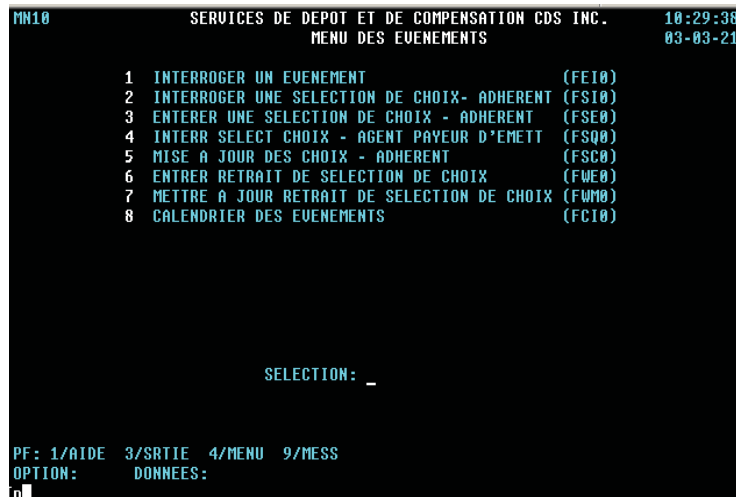 MN10 SERVICES DE DEPOT ET DE COMPENSATION CDS INC. 10:29:38
MENU DES EVENEMENTS 03-03-21
1 INTERROGER UN EVENEMENT (FEI0)
2 INTERROGER UNE SELECTION DE CHOIX- ADHERENT (FSI0)
3 ENTERER UNE SELECTION DE CHOIX - ADHERENT (FSE0)
4 INTERR SELECT CHOIX - AGENT PAYEUR D'EMETT (FSQ0)
5 MISE A JOUR DES CHOIX - ADHERENT (FSC0)
6 ENTRER RETRAIT DE SELECTION DE CHOIX (FWE0)
7 METTRE A JOUR RETRAIT DE SELECTION DE CHOIX (FWM0)
8 CALENDRIER DES EVENEMENTS (FCI0)
SELECTION: _
PF: 1/AIDE 3/SRTIE 4/MENU 9/MESS
OPTION: DONNEES: